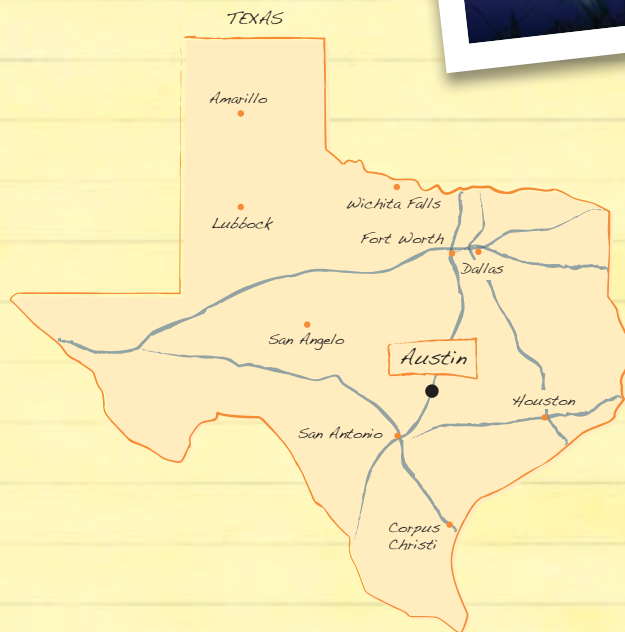 TEXAS
Amarillo
Lubbock
Wichita Falls
Fort Worth
Dallas
San Angelo
Austin
Houston
San Antonio
Corpus
Christi